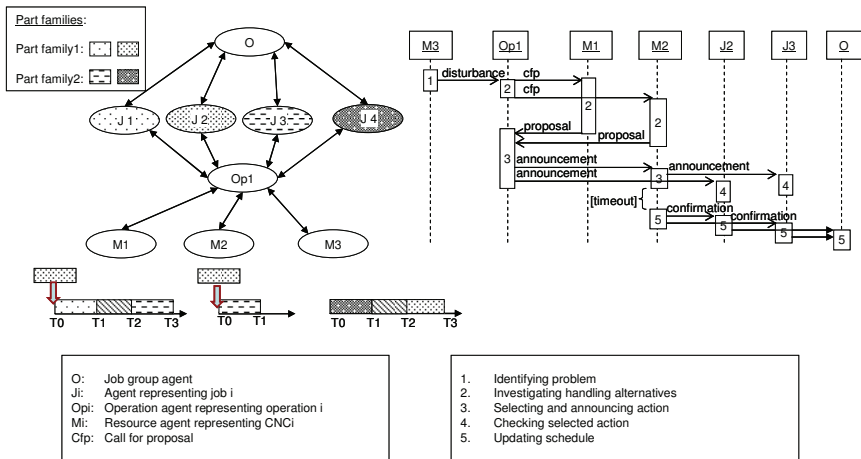 Part families:
Part family1:
Part family2:
O
J 1
J 2
J 3
J 4
Op1
M1
M2
M3
T0 T1 T2 T3
T0 T1
T0 T1 T2 T3
M3 Op1 M1 M2 J2 J3 O
1 disturbance 2 cfp
cfp
2
2
proposal
proposal
3
announcement
announcement
3 announcement
4
4
[timeout]
confirmation
confirmation
5
5
5
5
O: Job group agent
Ji: Agent representing job i
Opi: Operation agent representing operation i
Mi: Resource agent representing CNCi
Cfp: Call for proposal
1. Identifying problem
2. Investigating handling alternatives
3. Selecting and announcing action
4. Checking selected action
5. Updating schedule